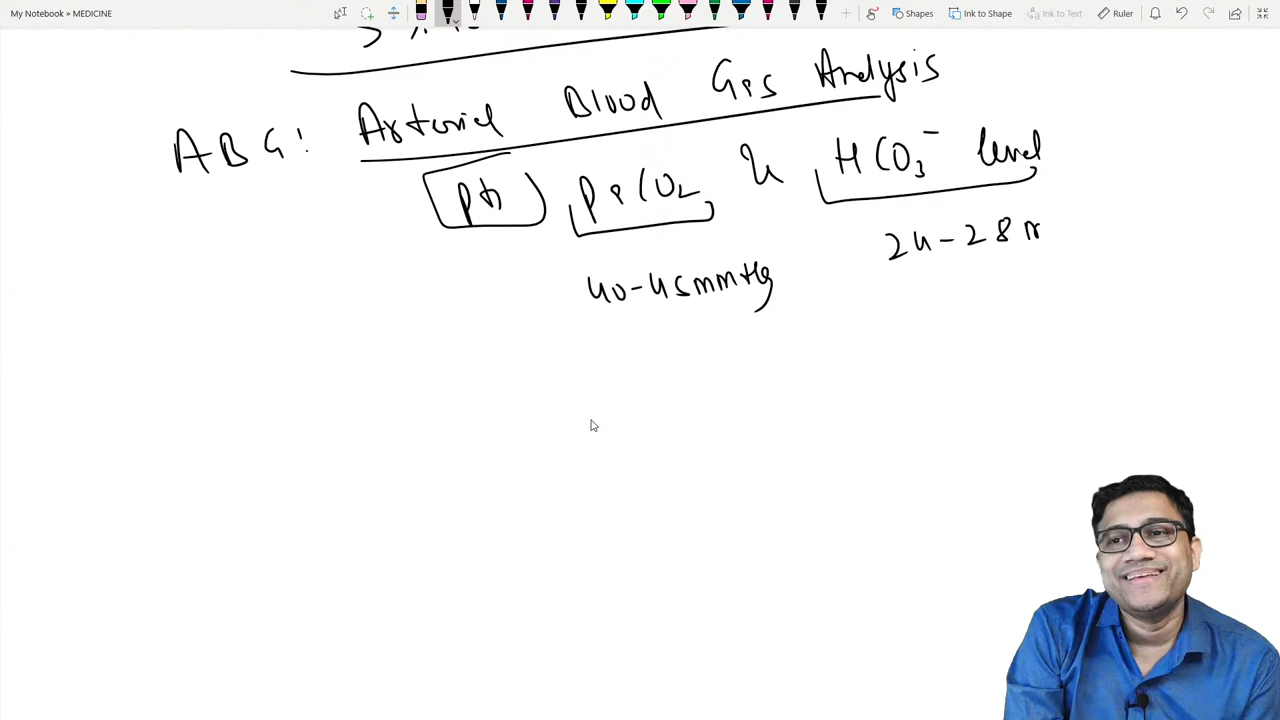 My Notebook » MEDICINE
Shapes Ink to Shape Ink to Text Ruler
ABG: Arterial Blood Gas Analysis
pH PaCO2 & HCO3⁻ level
40-45mmHg 24-28 m